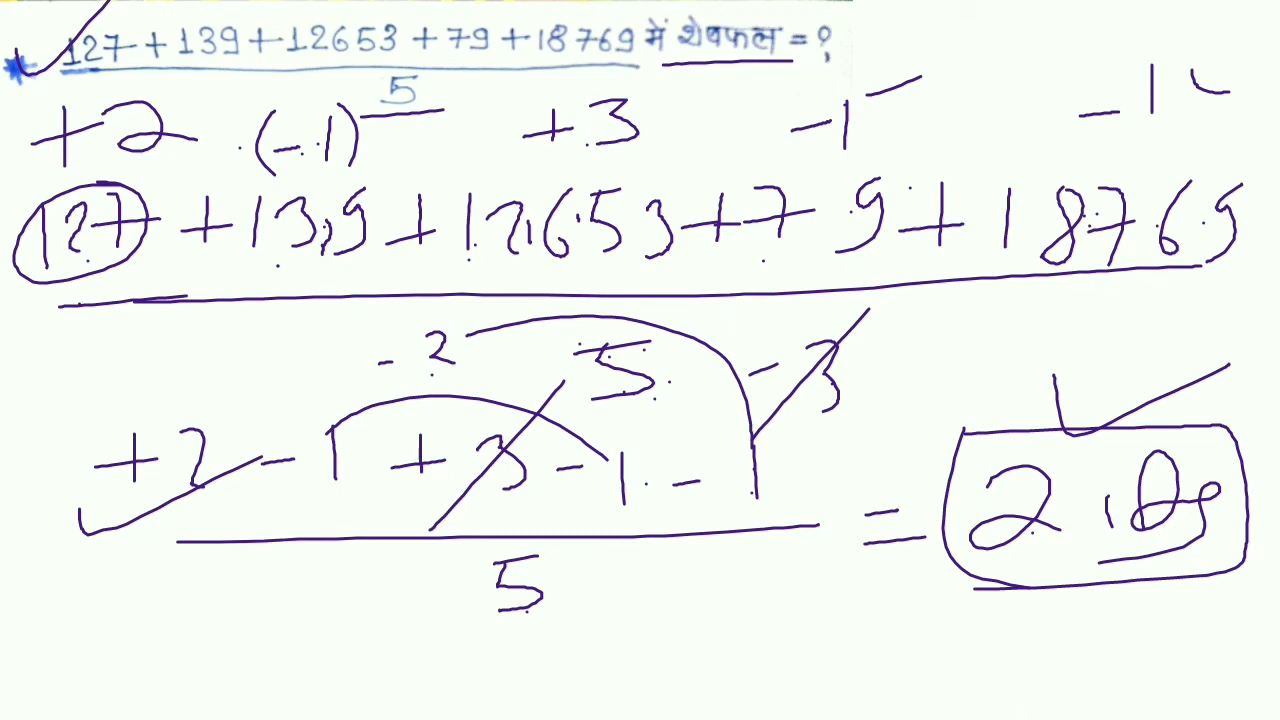 127 + 139 + 12653 + 79 + 18769 में शेषफल = ?
5
+2 (-1) +3 -1 -1
127 + 139 + 12653 + 79 + 18769
5
-2 -3
+2 - 1 + 3 - 1 - 1
5
= 2